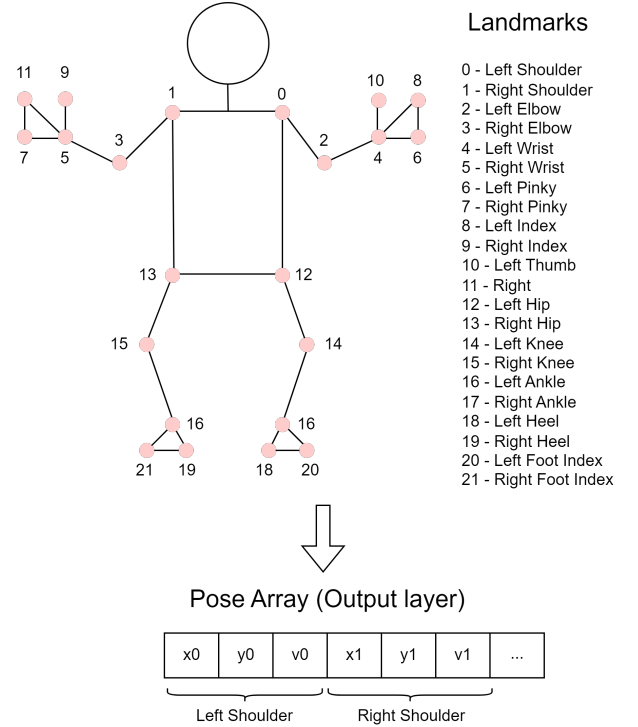 Landmarks
11 9 1 0 10 8
0 - Left Shoulder
1 - Right Shoulder
2 - Left Elbow
3 - Right Elbow
4 - Left Wrist
5 - Right Wrist
6 - Left Pinky
7 - Right Pinky
8 - Left Index
9 - Right Index
10 - Left Thumb
11 - Right
12 - Left Hip
13 - Right Hip
14 - Left Knee
15 - Right Knee
16 - Left Ankle
17 - Right Ankle
18 - Left Heel
19 - Right Heel
20 - Left Foot Index
21 - Right Foot Index
3 2
7 5 4 6
13 12
15 14
16 16
21 19 18 20
Pose Array (Output layer)
x0 y0 v0 x1 y1 v1 ...
Left Shoulder Right Shoulder